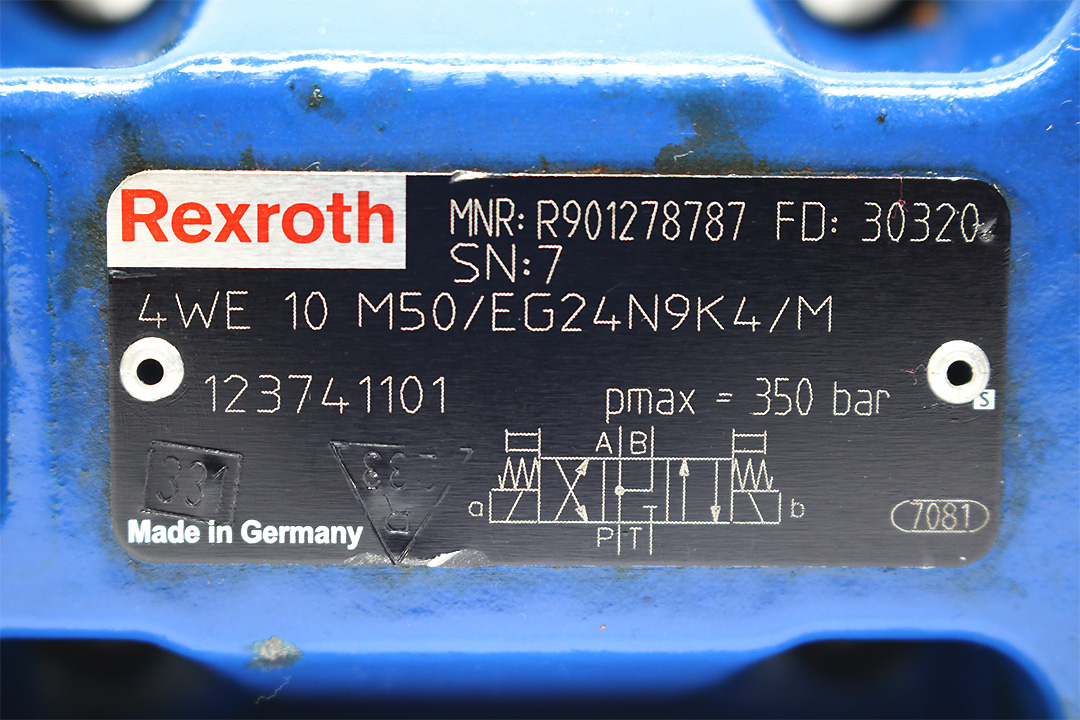 Rexroth
MNR: R901278787 FD: 30320
SN:7
4WE 10 M50/EG24N9K4/M
123741101
pmax = 350 bar
S
A B
a
b
P T
331
Made in Germany
7081